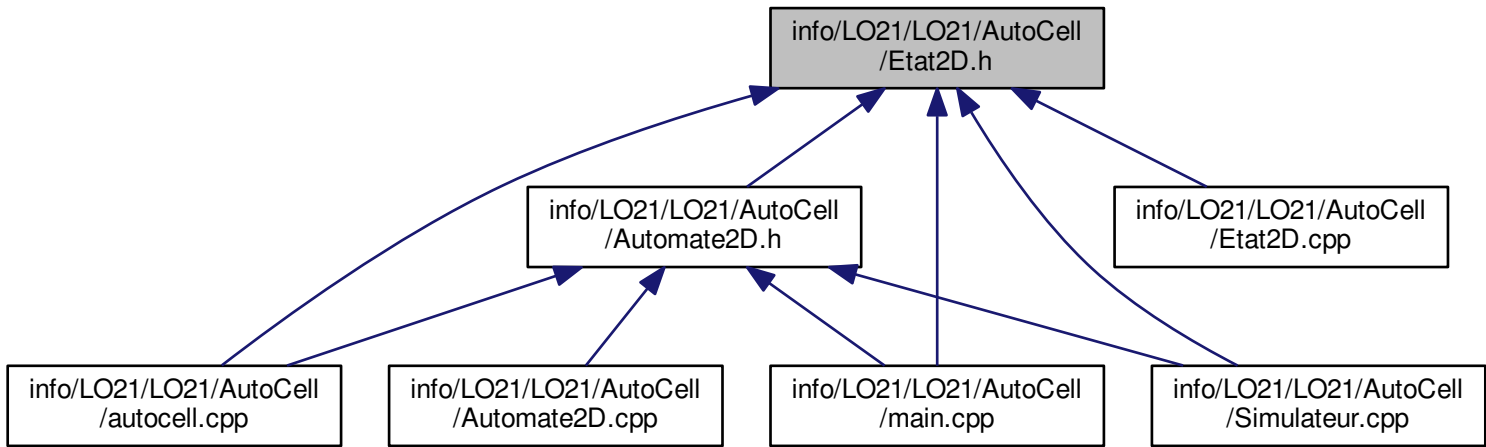 info/LO21/LO21/AutoCell
/Etat2D.h
info/LO21/LO21/AutoCell
/Automate2D.h
info/LO21/LO21/AutoCell
/Etat2D.cpp
info/LO21/LO21/AutoCell
/autocell.cpp
info/LO21/LO21/AutoCell
/Automate2D.cpp
info/LO21/LO21/AutoCell
/main.cpp
info/LO21/LO21/AutoCell
/Simulateur.cpp